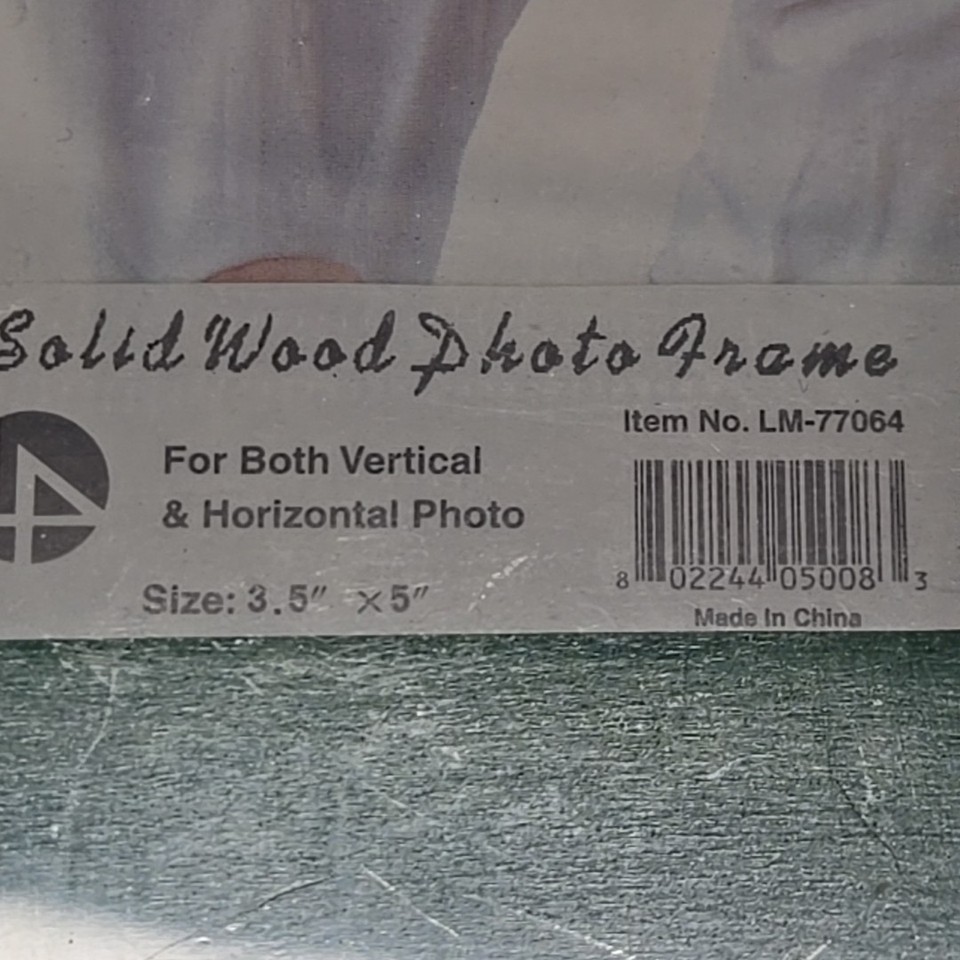 Solid Wood Photo Frame
Item No. LM-77064
For Both Vertical
& Horizontal Photo
Size: 3.5" ×5"
8 02244 05008 3
Made In China